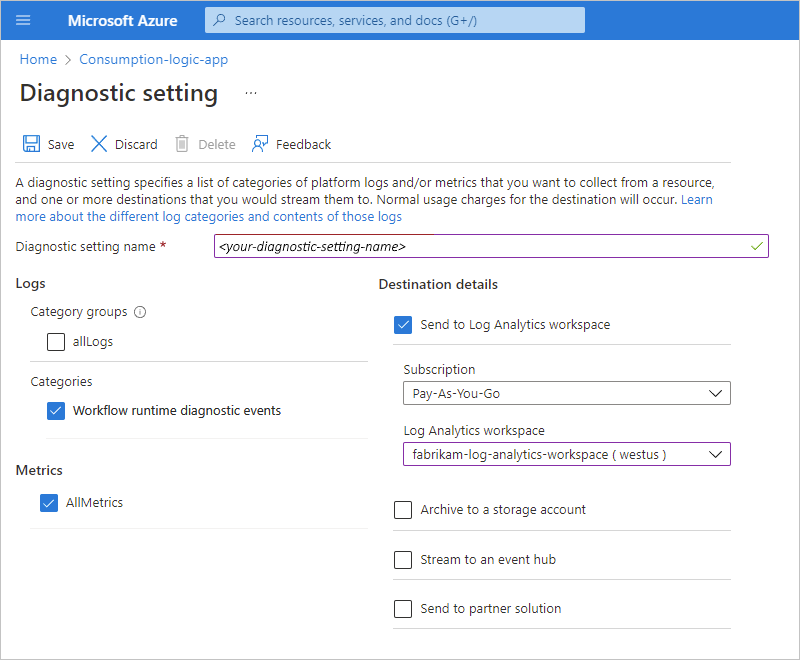 Microsoft Azure
Search resources, services, and docs (G+/)
Home > Consumption-logic-app
Diagnostic setting ...
Save Discard Delete Feedback
A diagnostic setting specifies a list of categories of platform logs and/or metrics that you want to collect from a resource,
and one or more destinations that you would stream them to. Normal usage charges for the destination will occur. Learn
more about the different log categories and contents of those logs
Diagnostic setting name *
<your-diagnostic-setting-name>
Logs
Category groups
allLogs
Categories
Workflow runtime diagnostic events
Metrics
AllMetrics
Destination details
Send to Log Analytics workspace
Subscription
Pay-As-You-Go
Log Analytics workspace
fabrikam-log-analytics-workspace ( westus )
Archive to a storage account
Stream to an event hub
Send to partner solution